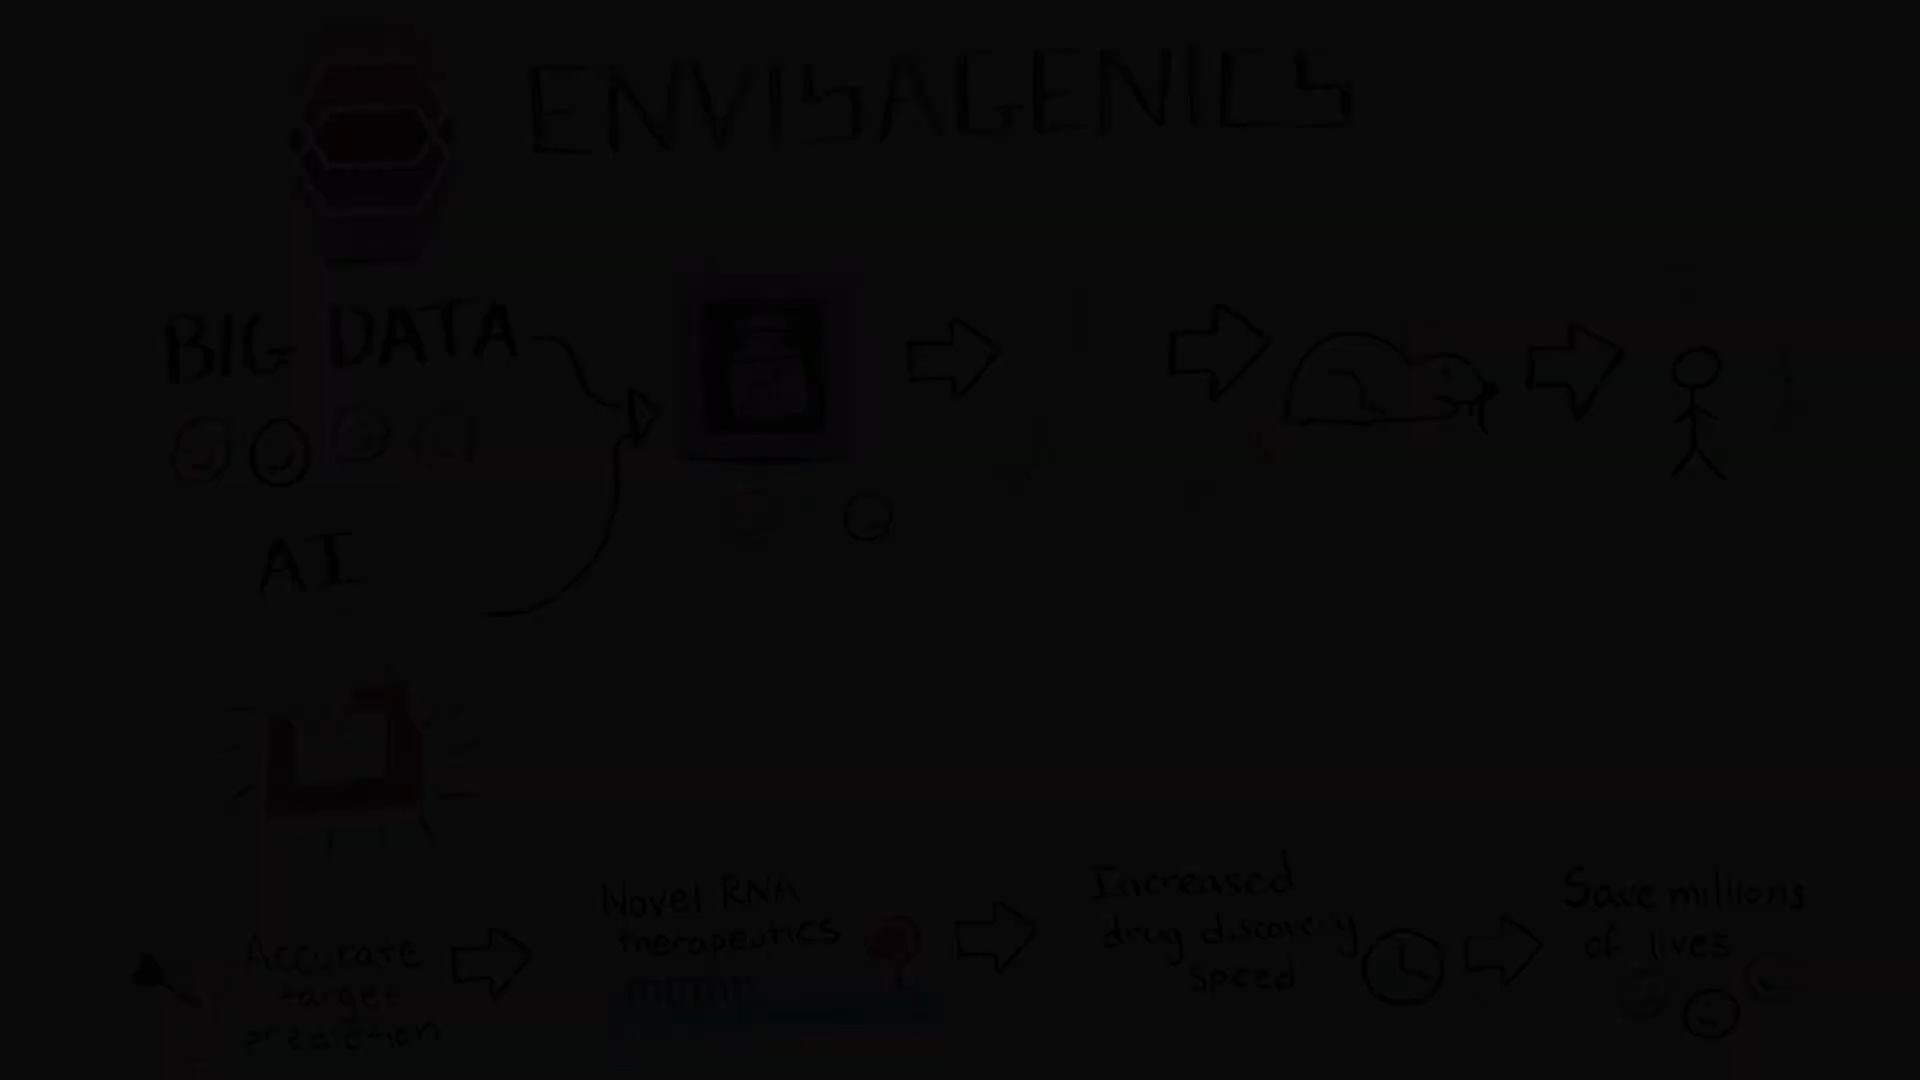 ENVISAGENICS
BIG DATA
AI
Accurate
target
prediction
Novel RNA
therapeutics
Increased
drug discovery
speed
Save millions
of lives